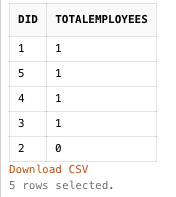 DID TOTALEMPLOYEES
1 1
5 1
4 1
3 1
2 0
Download CSV
5 rows selected.